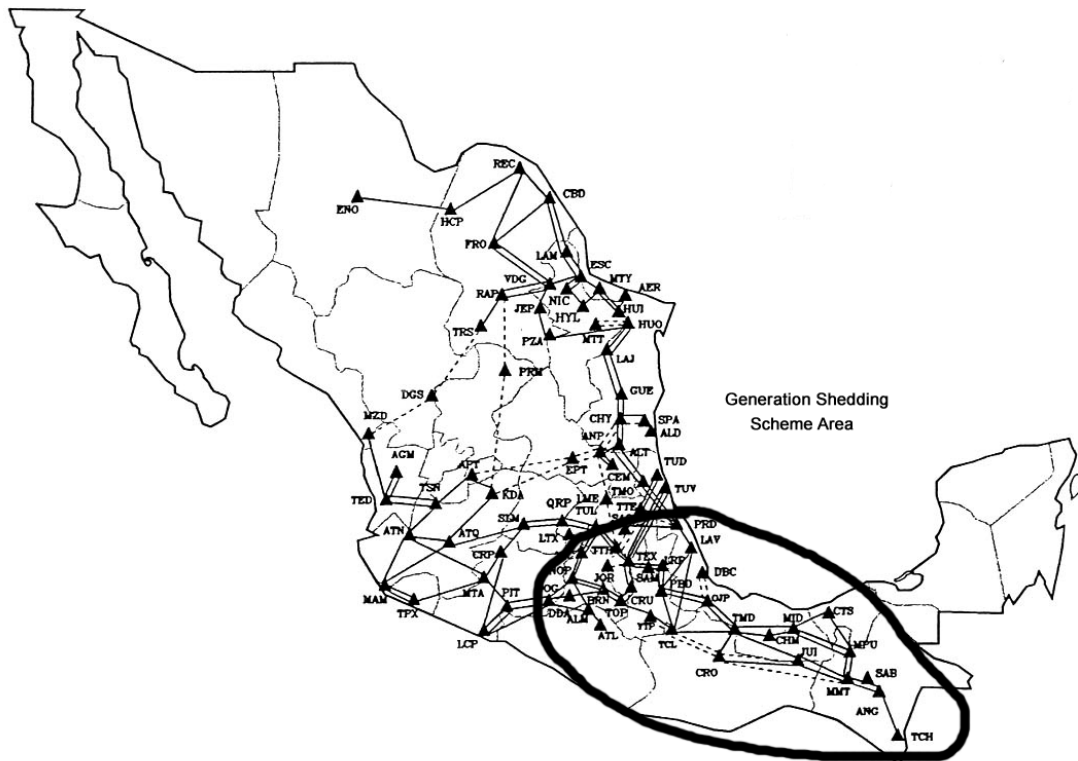 REC
CBD
ENO
HCP
FRO
LAM
ESC
VDG
MTY
AER
RAP
NIC
JEP
HYL
HUI
TRS
HUO
PZA
MTT
LAJ
PRM
DGS
GUE
Generation Shedding
Scheme Area
MZD
CHY
SPA
ALD
ANP
AGM
ALT
APT
EPT
TUD
CEM
TED
TSN
KDA
LME
TMO
TUV
QRP
TUL
TTE
SLM
PRD
ATN
ATQ
LTX
LAV
CRP
TEX
NOP
JOR
SAM
PBD
DBC
MAM
TPX
MTA
PIT
DDA
BRN
CRU
OJP
ALM
TOP
TMD
MID
CTS
LCP
ATL
YTP
TCL
CHM
MPU
CRO
JUI
SAB
MMT
ANG
TCH